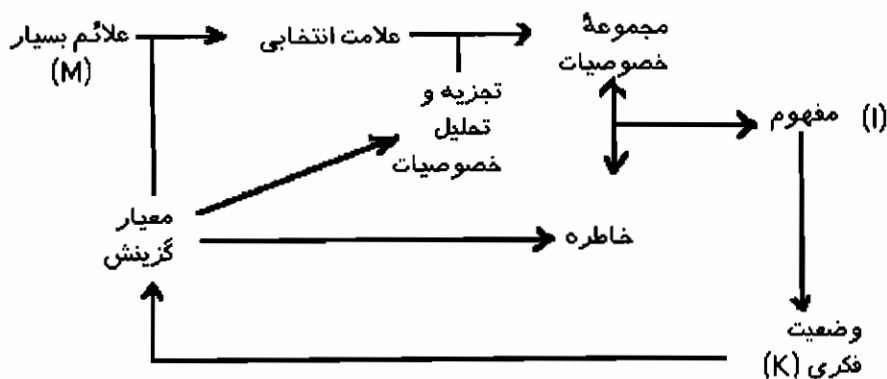 علائم بسیار
(M)
علامت انتخابی
مجموعهٔ
خصوصیات
تجزیه و
تحلیل
خصوصیات
مفهوم (I)
معیار
گزینش
خاطره
وضعیت
فکری (K)